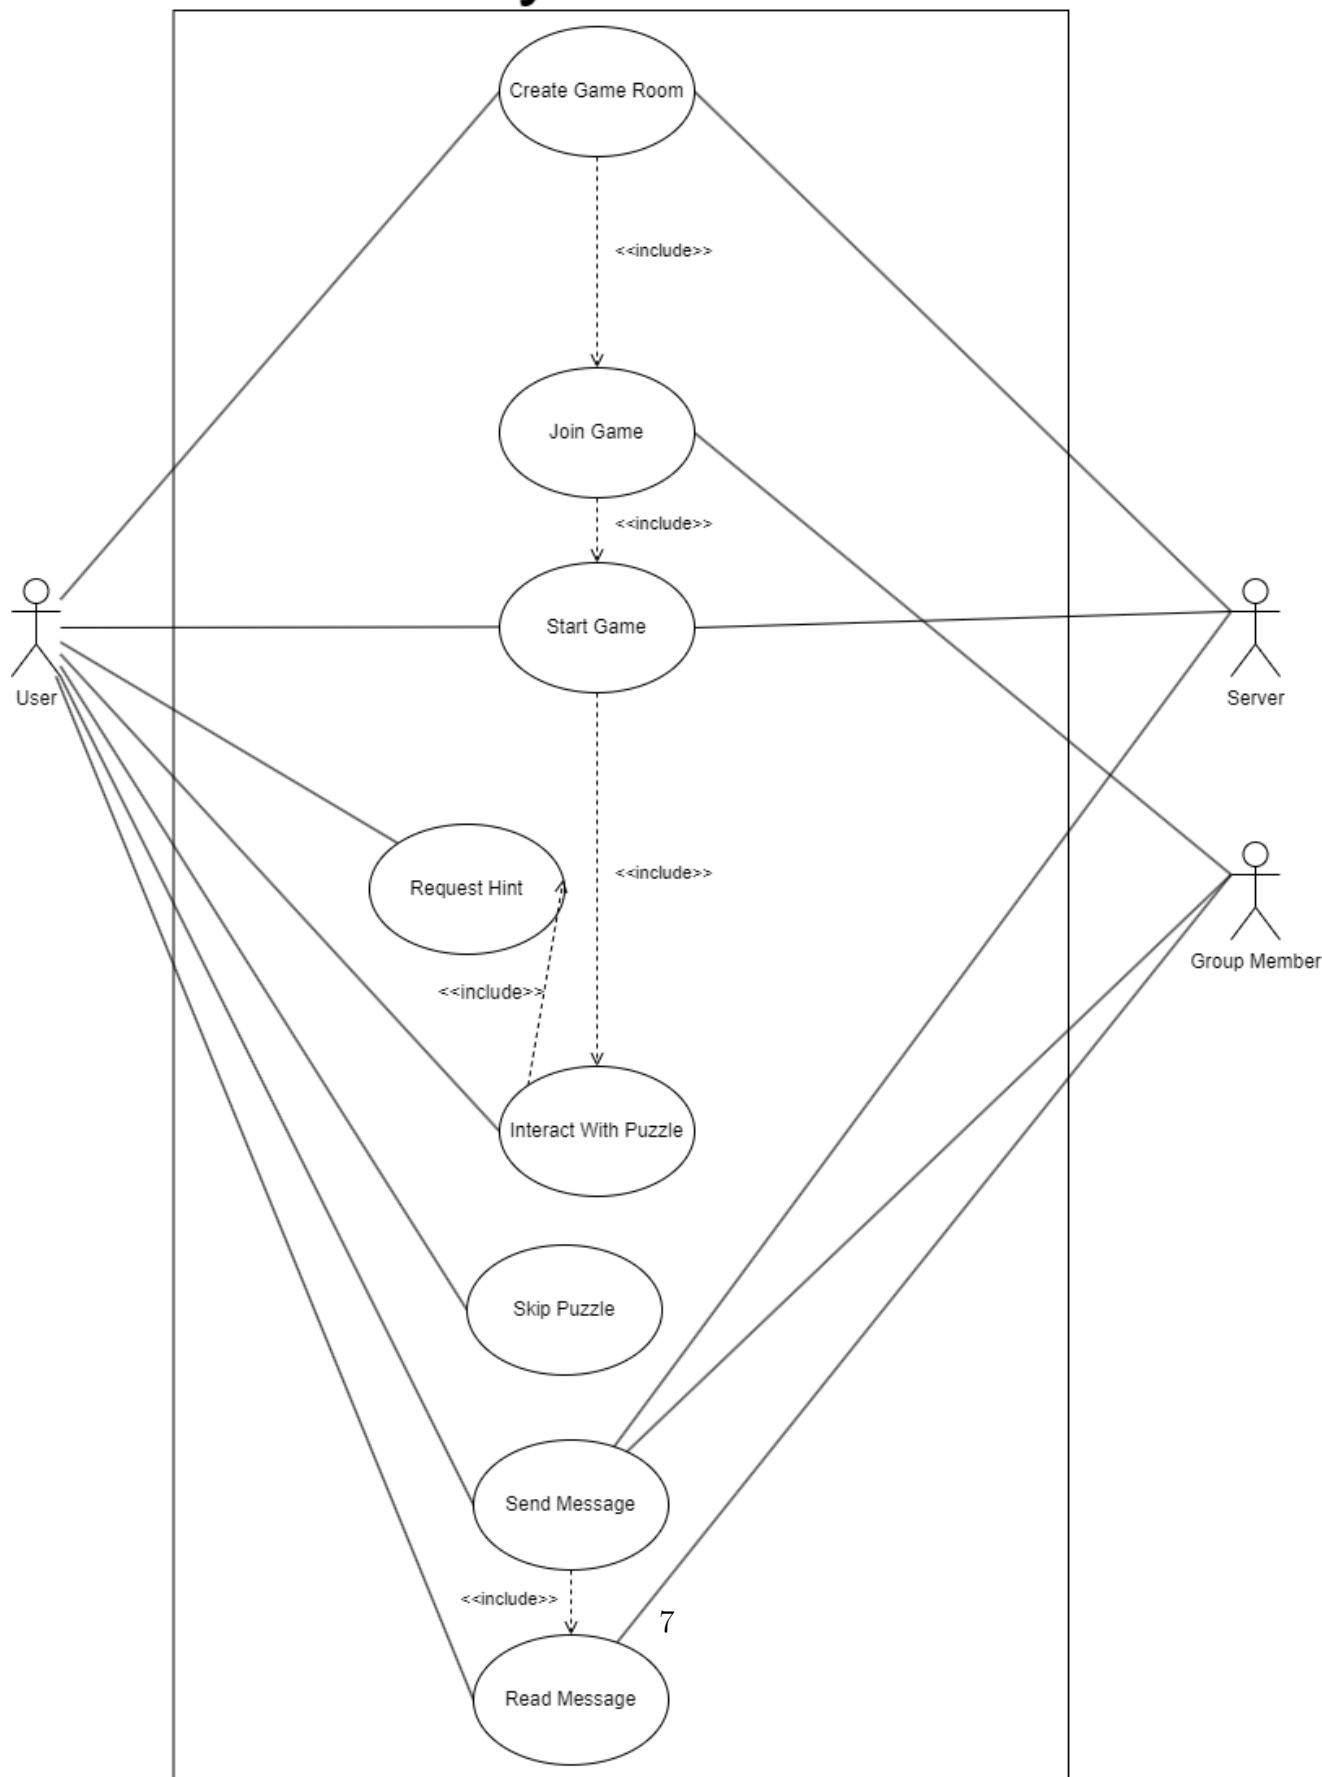 Create Game Room
<<include>>
Join Game
<<include>>
Start Game
User
Server
<<include>>
Request Hint
Group Member
<<include>>
Interact With Puzzle
Skip Puzzle
Send Message
<<include>>
7
Read Message